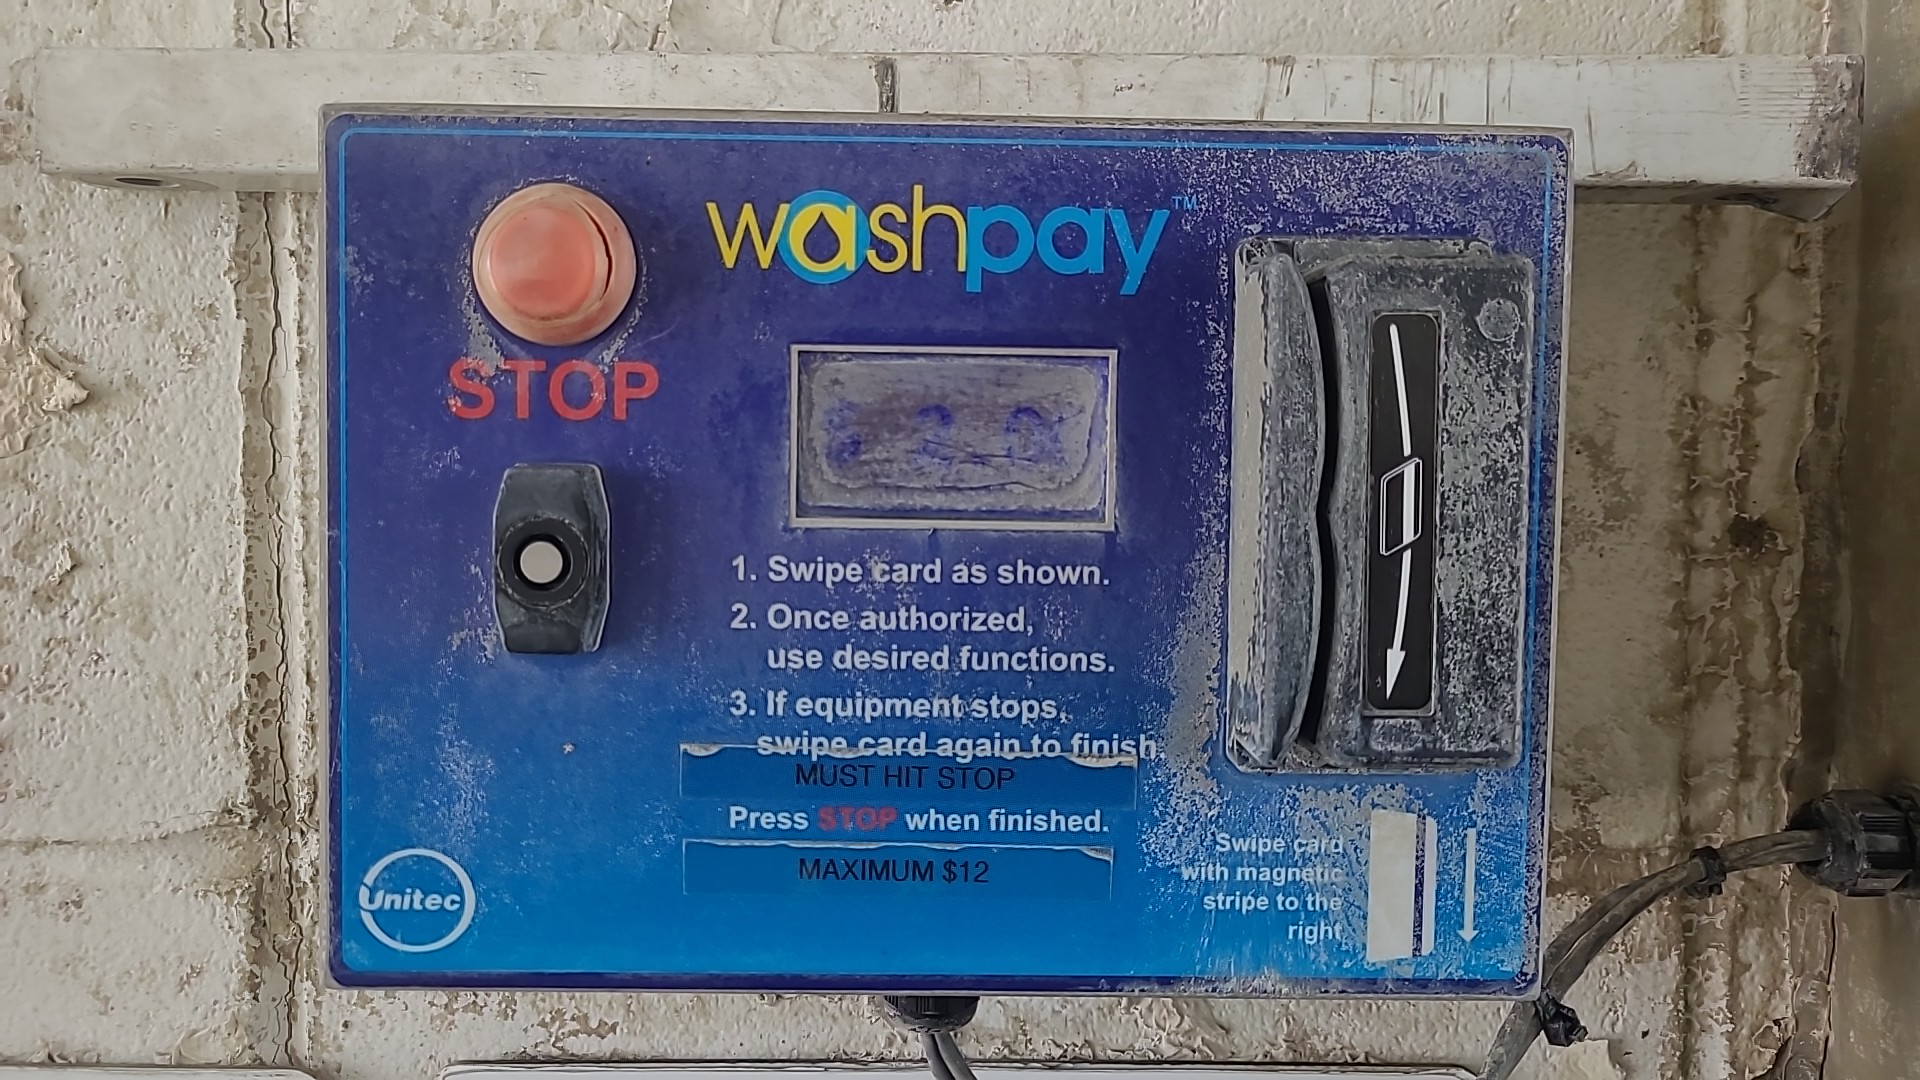 washpay™
STOP
1. Swipe card as shown.
2. Once authorized,
use desired functions.
3. If equipment stops,
swipe card again to finish
MUST HIT STOP
Press STOP when finished.
MAXIMUM $12
Swipe card
with magnetic
stripe to the
right
Unitec